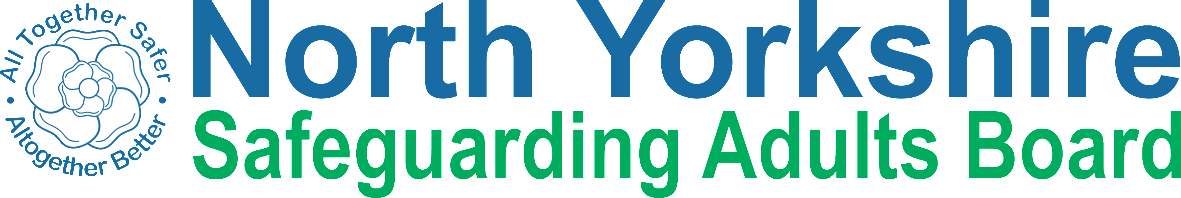 All Together Safer
Altogether Better
North Yorkshire
Safeguarding Adults Board